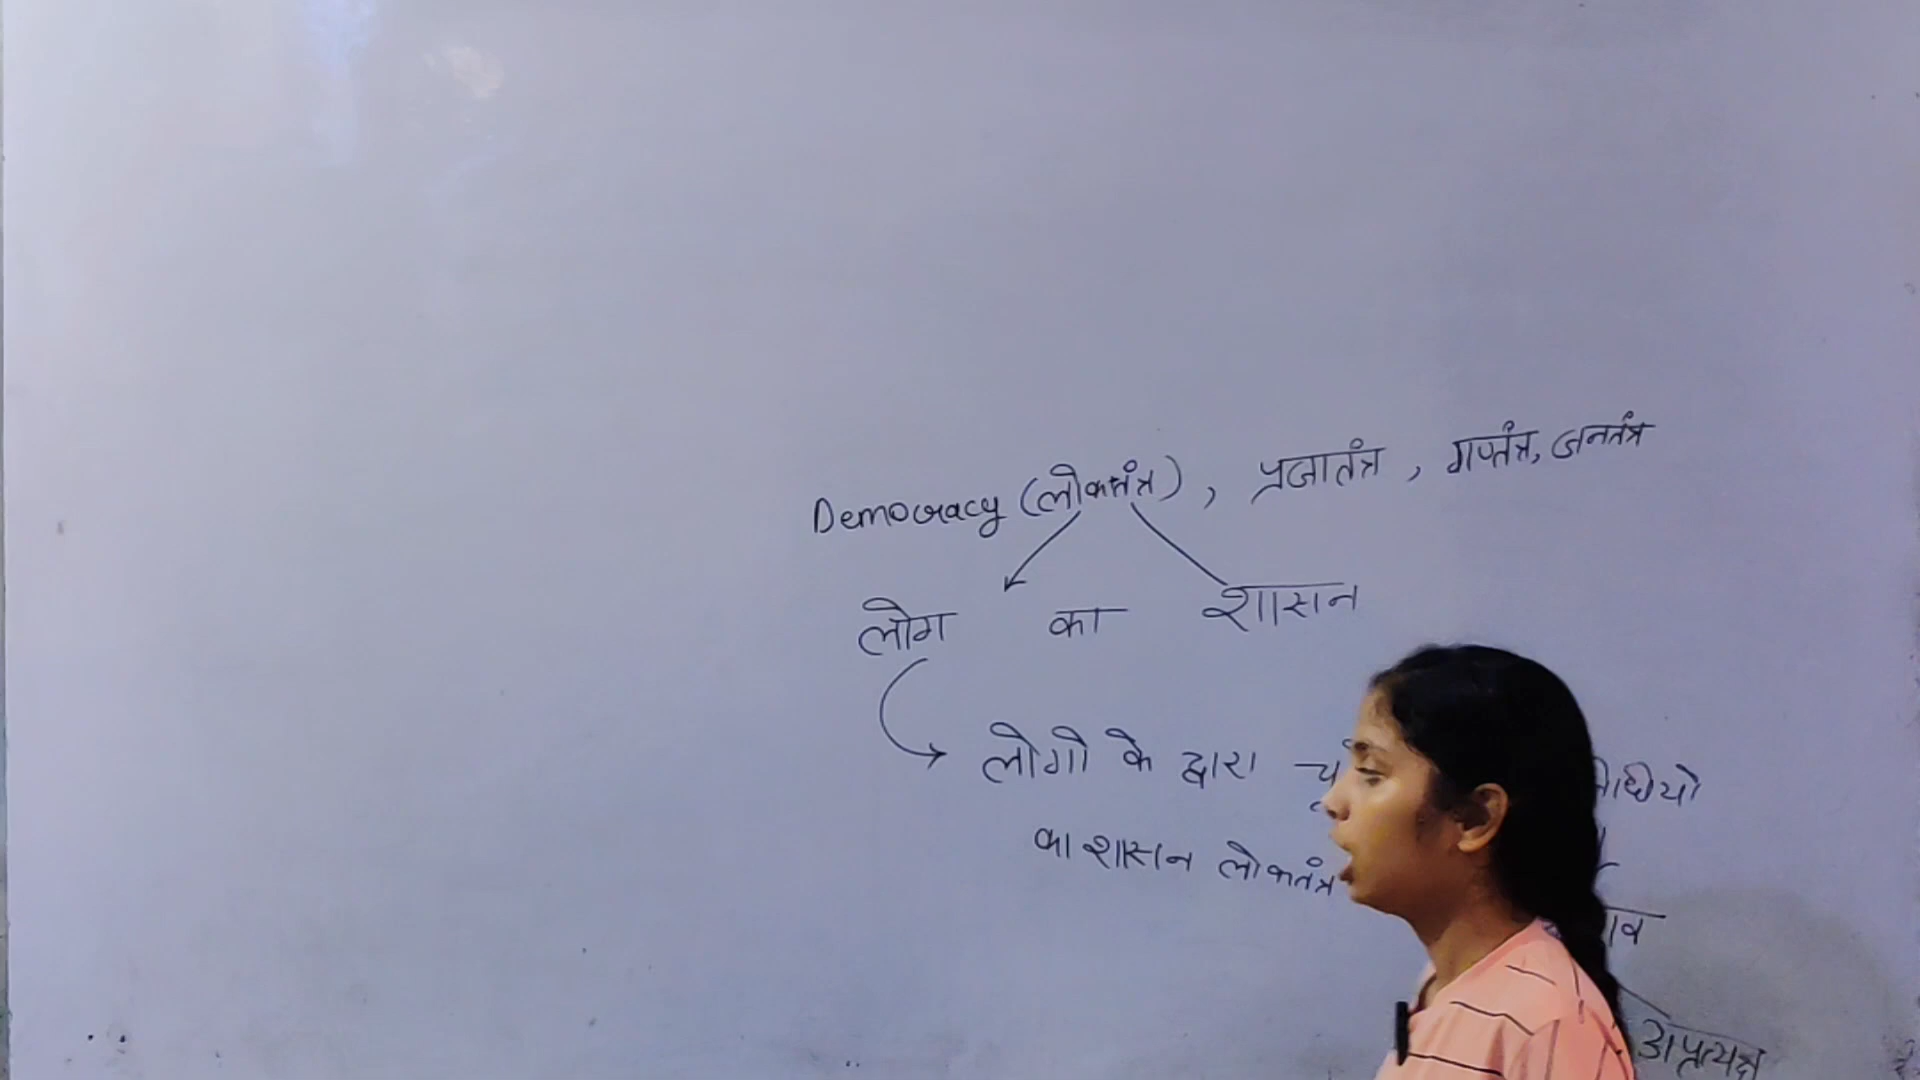 Democracy (लोकतंत्र), प्रजातंत्र, गणतंत्र, जनतंत्र
लोग का शासन
लोगो के द्वारा
का शासन लोकतंत्र
अप्रत्यक्ष